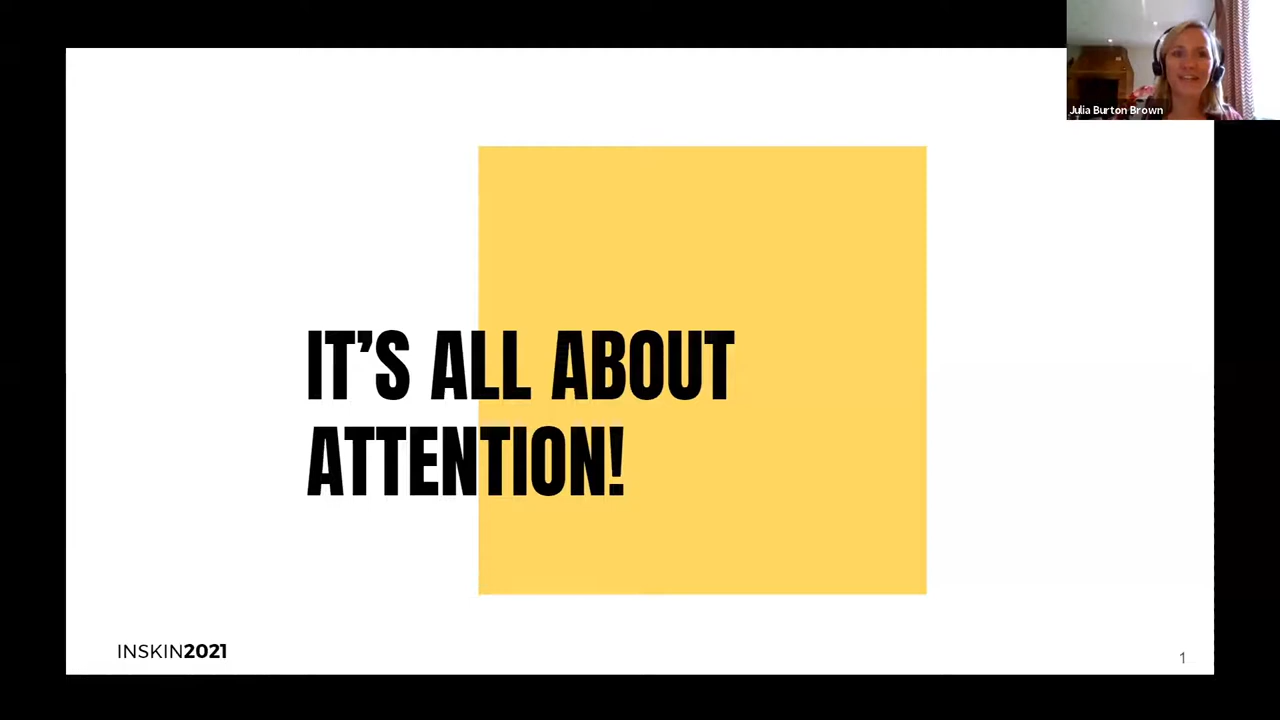 Julia Burton Brown
IT'S ALL ABOUT
ATTENTION!
INSKIN2021
1